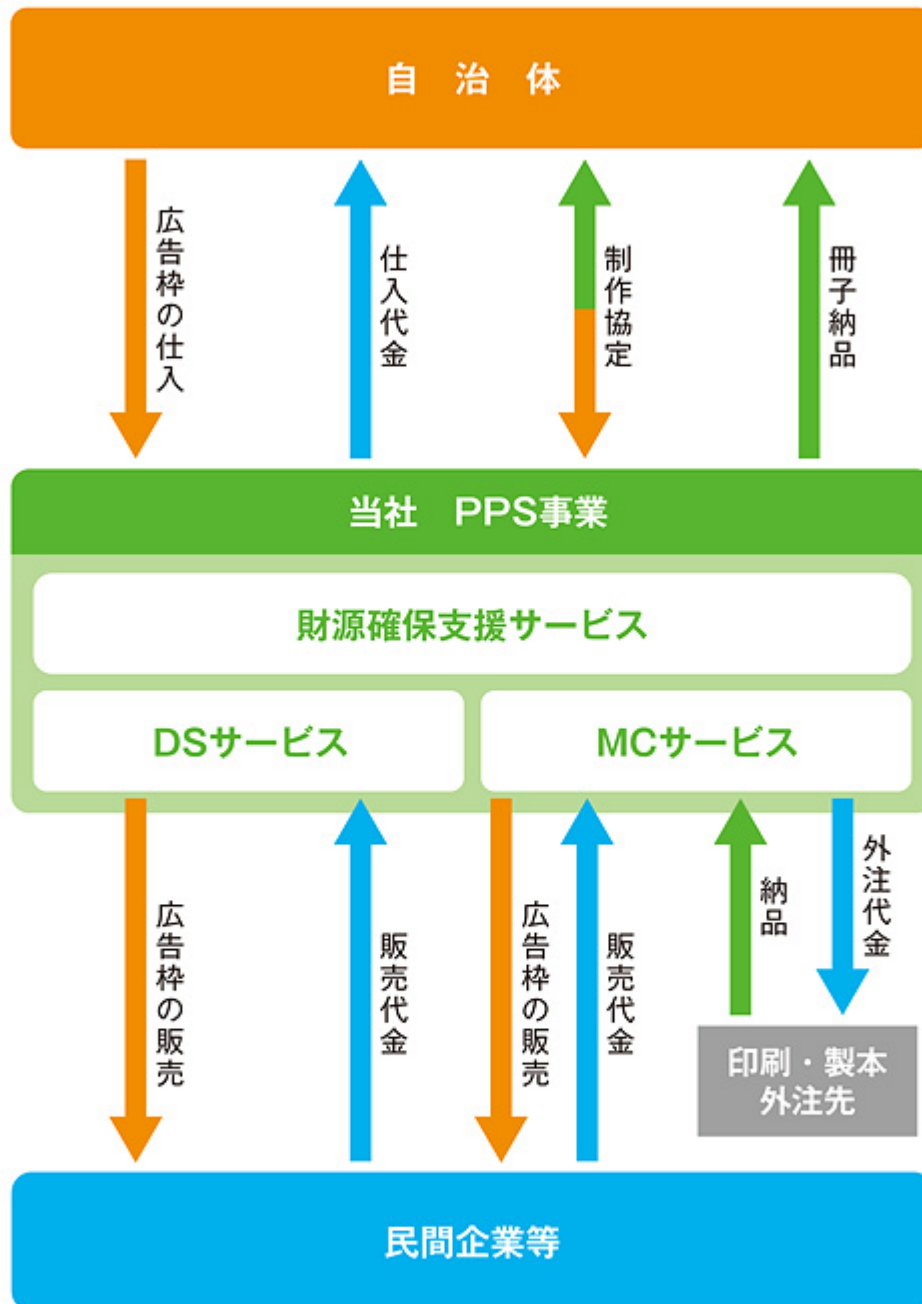 自 治 体
広告枠の仕入
仕入代金
制作協定
冊子納品
当社 PPS事業
財源確保支援サービス
DSサービス
MCサービス
広告枠の販売
販売代金
広告枠の販売
販売代金
納品
外注代金
印刷・製本
外注先
民間企業等